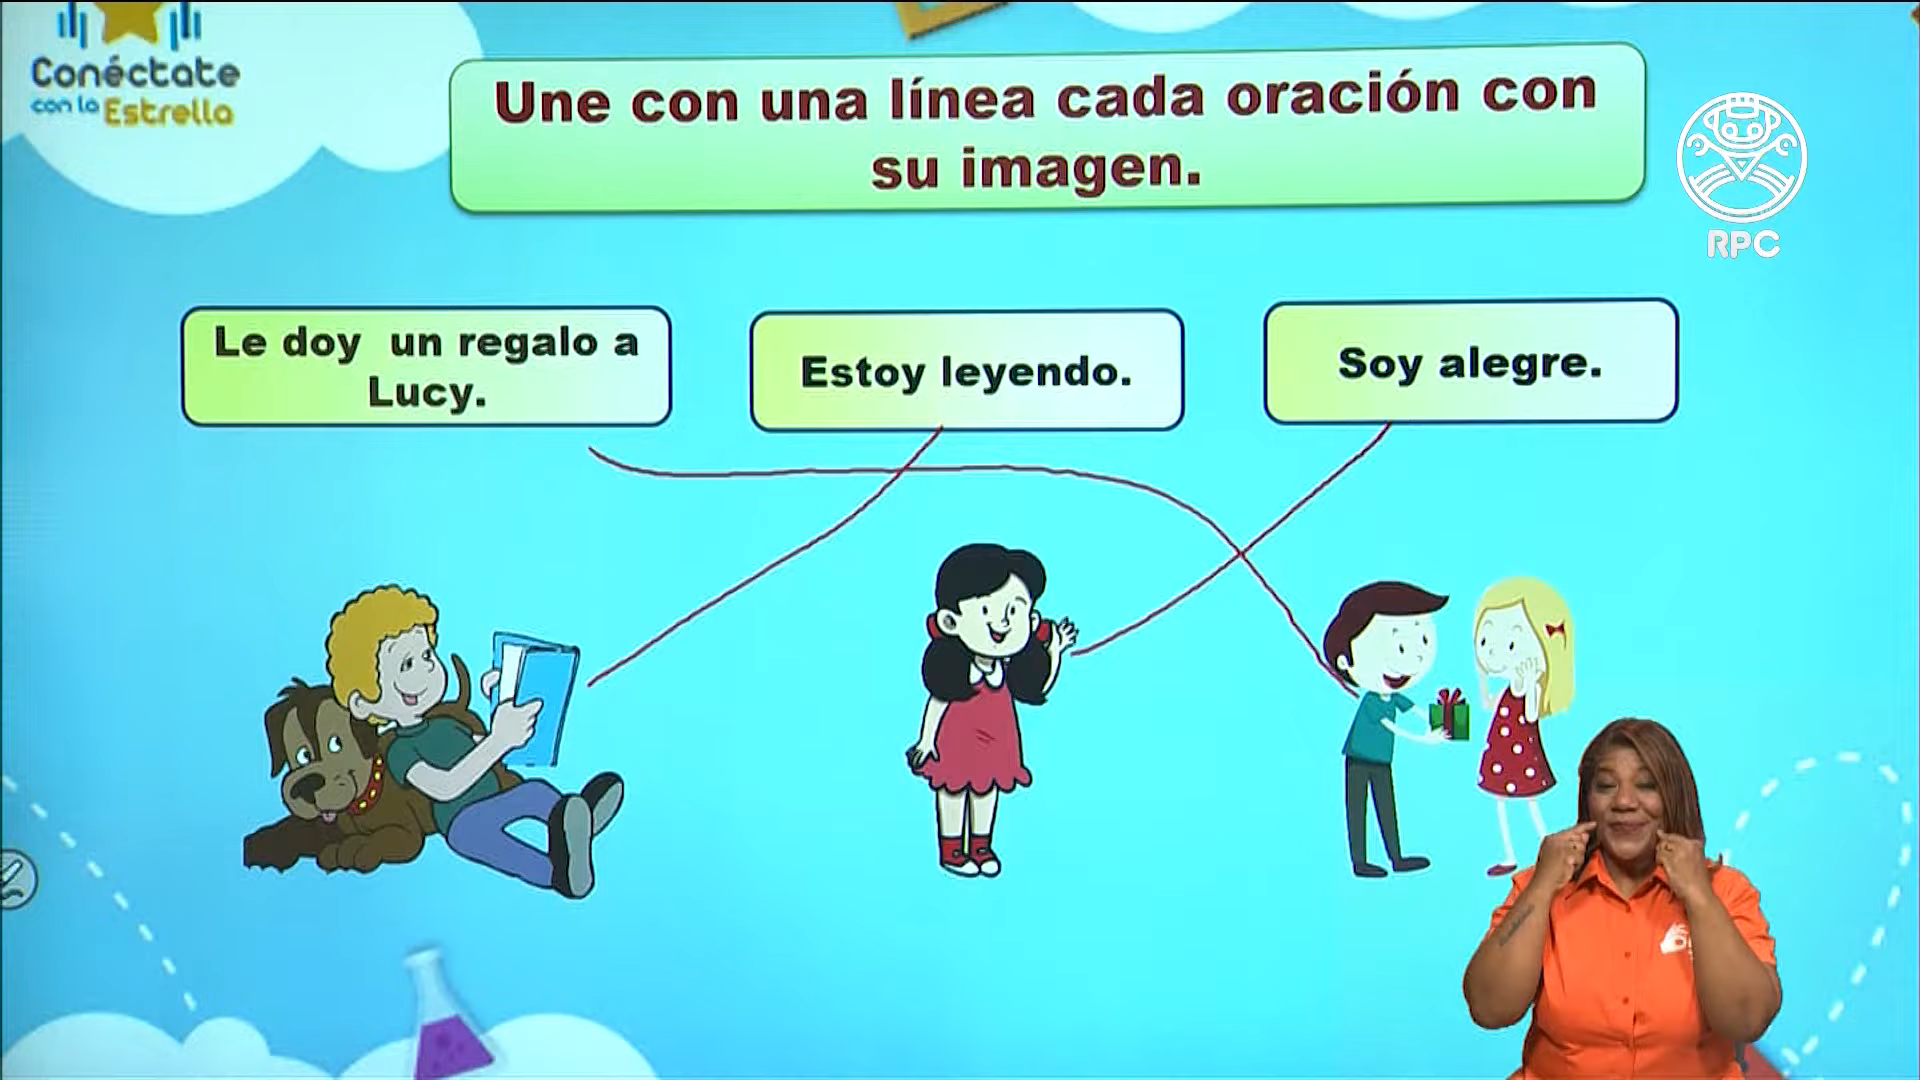 Conéctate
con la Estrella
Une con una línea cada oración con
su imagen.
RPC
Le doy un regalo a
Lucy.
Estoy leyendo.
Soy alegre.